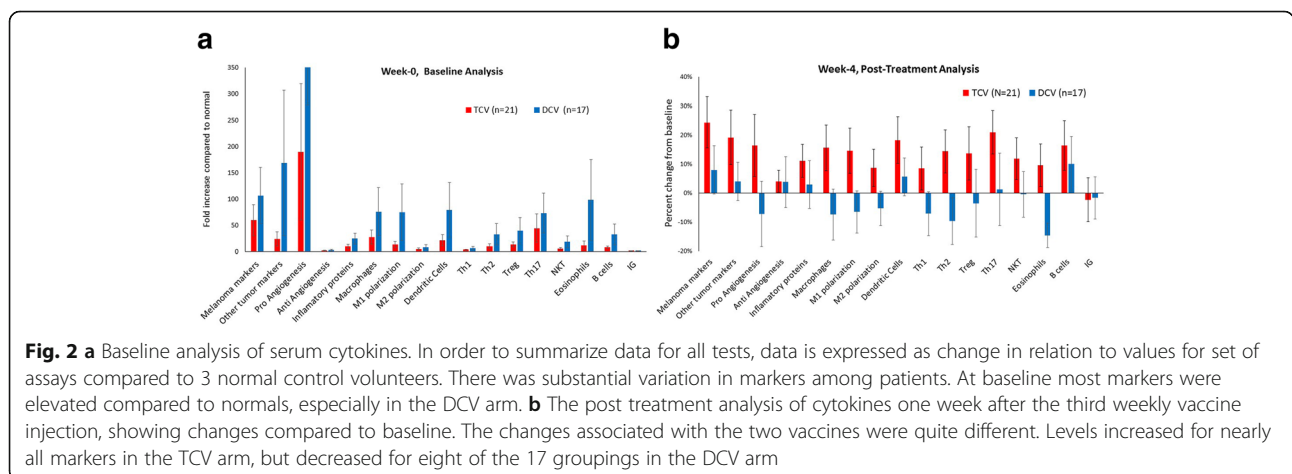 a
Week-0, Baseline Analysis
TCV (n=21) DCV (n=17)
Fold increase compared to normal
350
300
250
200
150
100
50
0
Melanoma markers
Other tumor markers
Pro Angiogenesis
Anti Angiogenesis
Inflamatory proteins
Macrophages
M1 polarization
M2 polarization
Dendritic Cells
Th1
Th2
Treg
Th17
NKT
Eosinophils
B cells
IG
b
Week-4, Post-Treatment Analysis
TCV (N=21) DCV (n=17)
Percent change from baseline
40%
30%
20%
10%
0%
-10%
-20%
Melanoma markers
Other tumor markers
Pro Angiogenesis
Anti Angiogenesis
Inflamatory proteins
Macrophages
M1 polarization
M2 polarization
Dendritic Cells
Th1
Th2
Treg
Th17
NKT
Eosinophils
B cells
IG
Fig. 2 a Baseline analysis of serum cytokines. In order to summarize data for all tests, data is expressed as change in relation to values for set of
assays compared to 3 normal control volunteers. There was substantial variation in markers among patients. At baseline most markers were
elevated compared to normals, especially in the DCV arm. b The post treatment analysis of cytokines one week after the third weekly vaccine
injection, showing changes compared to baseline. The changes associated with the two vaccines were quite different. Levels increased for nearly
all markers in the TCV arm, but decreased for eight of the 17 groupings in the DCV arm